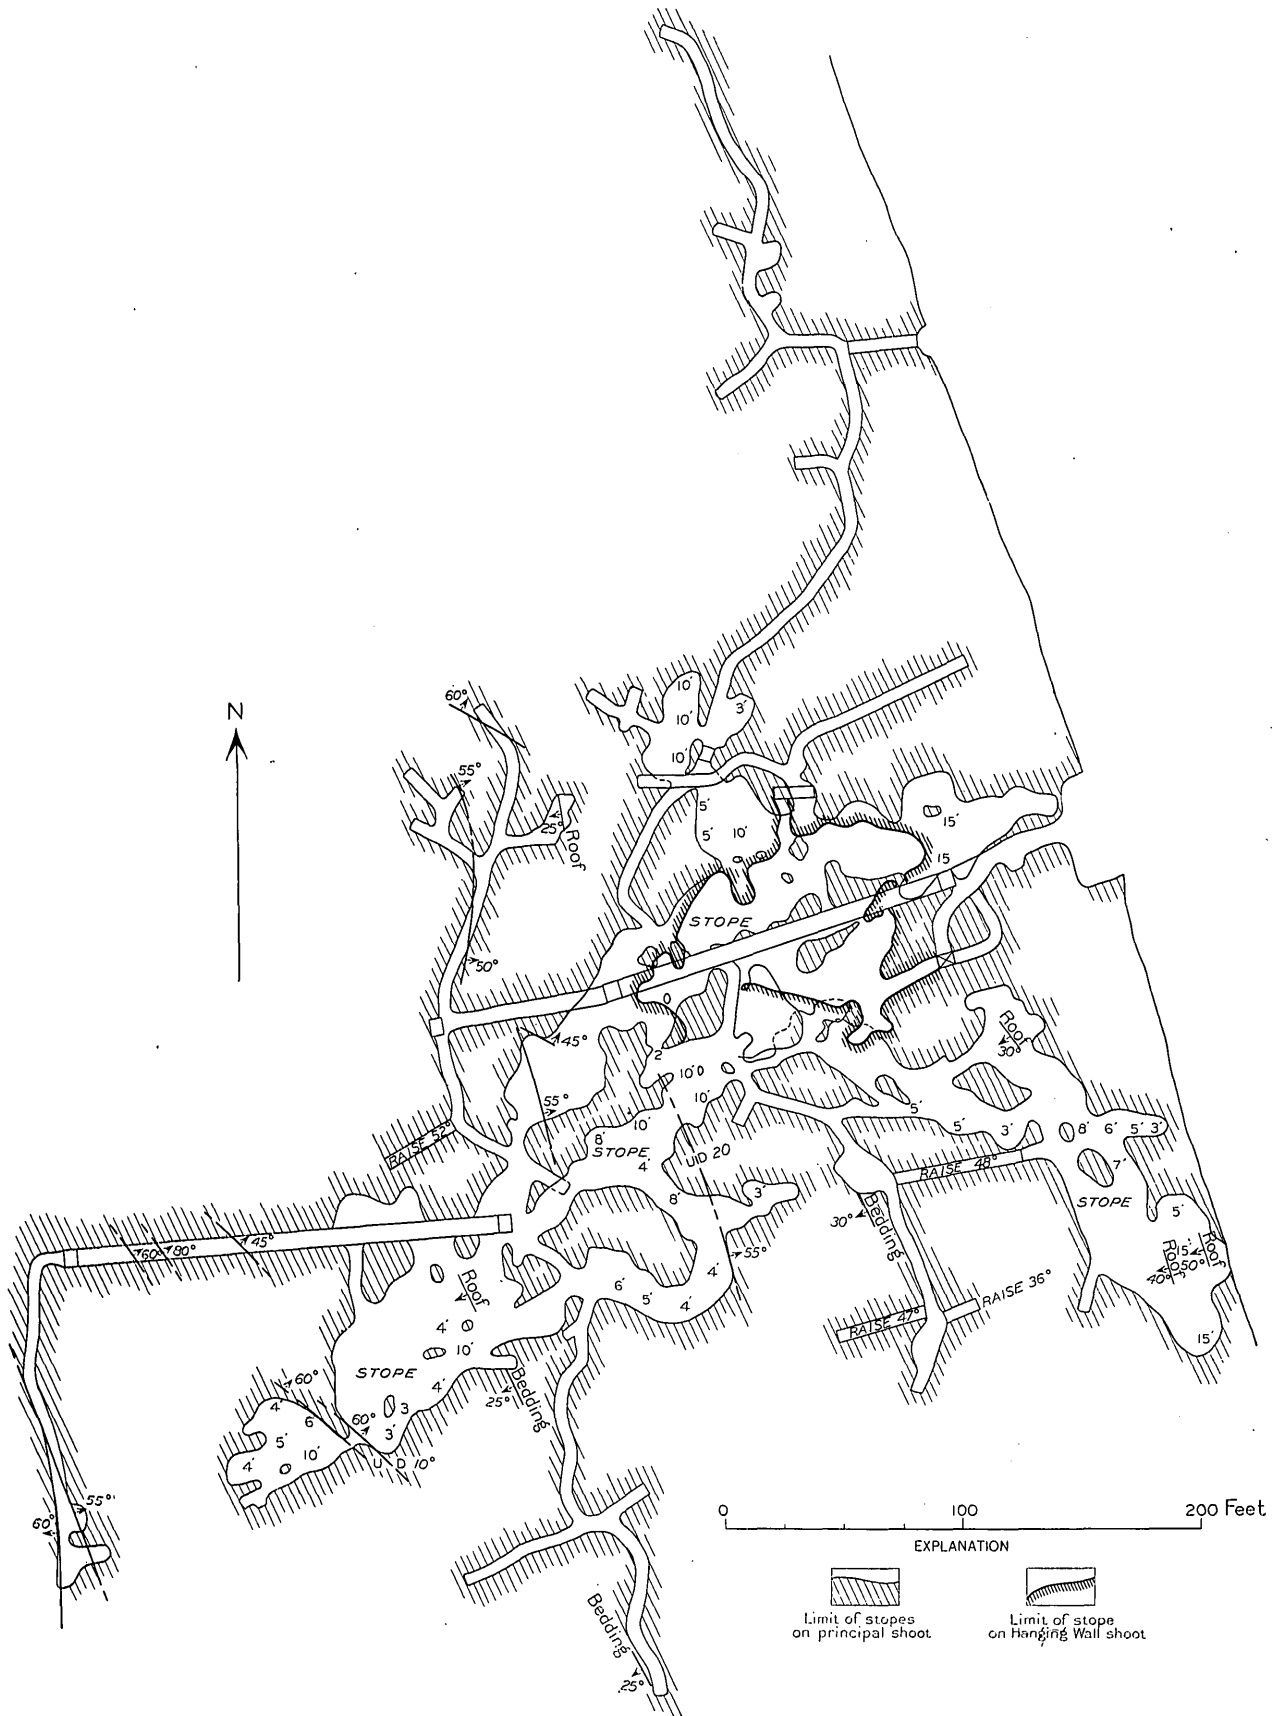 N
60°
55°
25°
Roof
50°
10'
10'
3'
10'
5'
5'
10'
15'
15
STOPE
45°
2
10' D
10'
55°
10'
8'
STOPE
4'
U D 20
8'
3'
55°
4'
6'
5'
4'
Roof
30°
5'
5'
3'
8'
6'
5'
3'
7'
STOPE
5'
15'
Roof
50°
Roof
40°
15'
RAISE 52°
RAISE 48°
Bedding
30°
RAISE 36°
RAISE 47°
60°
80°
45°
Roof
4'
10'
STOPE
4'
3
3'
60°
60°
4'
6'
5'
10'
4'
U D 10°
Bedding
25°
55°
60°
Bedding
25°
0 100 200 Feet
EXPLANATION
Limit of stopes
on principal shoot
Limit of stope
on Hanging Wall shoot